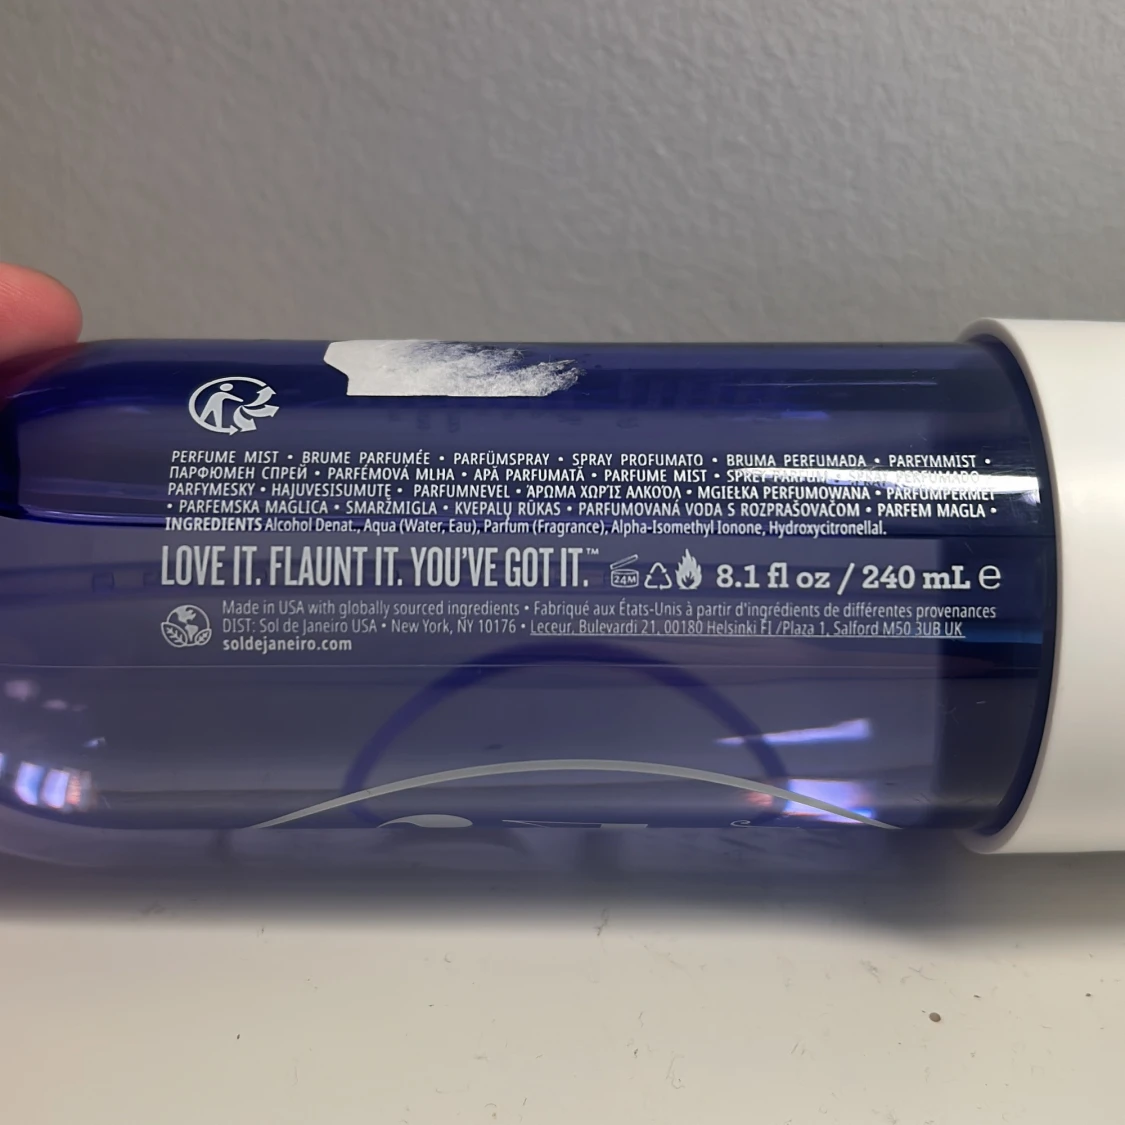 PERFUME MIST • BRUME PARFUMÉE • PARFÜMSPRAY • SPRAY PROFUMATO • BRUMA PERFUMADA • PARFYMMIST •
ПАРФЮМЕН СПРЕЙ • PARFÉMOVÁ MLHA • APĂ PARFUMATĂ • PARFUME MIST • SPREY PARFUM • SPRAY PERFUMADO
PARFYMESKY • HAJUVESISUMUTE • PARFUMNEVEL • ΆΡΩΜΑ ΧΩΡΊΣ ΑΛΚΟΌΛ • MGIEŁKA PERFUMOWANA • PARFÜMPERMET
• PARFEMSKA MAGLICA • SMARŽMIGLA • KVEPALŲ RŪKAS • PARFUMOVANÁ VODA S ROZPRAŠOVAČOM • PARFEM MAGLA •
INGREDIENTS Alcohol Denat., Aqua (Water, Eau), Parfum (Fragrance), Alpha-Isomethyl Ionone, Hydroxycitronellal.
LOVE IT. FLAUNT IT. YOU'VE GOT IT.™ 24M 8.1 fl oz / 240 mL ℮
Made in USA with globally sourced ingredients • Fabriqué aux États-Unis à partir d'ingrédients de différentes provenances
DIST: Sol de Janeiro USA • New York, NY 10176 • Leceur, Bulevardi 21, 00180 Helsinki FI /Plaza 1, Salford M50 3UB UK
soldejaneiro.com